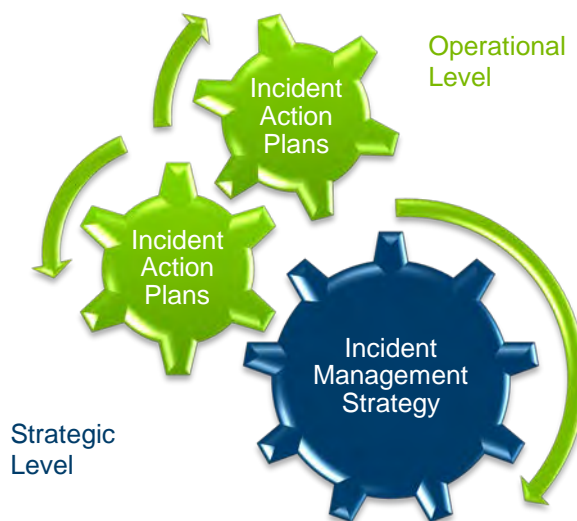 Operational
Level
Incident
Action
Plans
Incident
Action
Plans
Incident
Management
Strategy
Strategic
Level